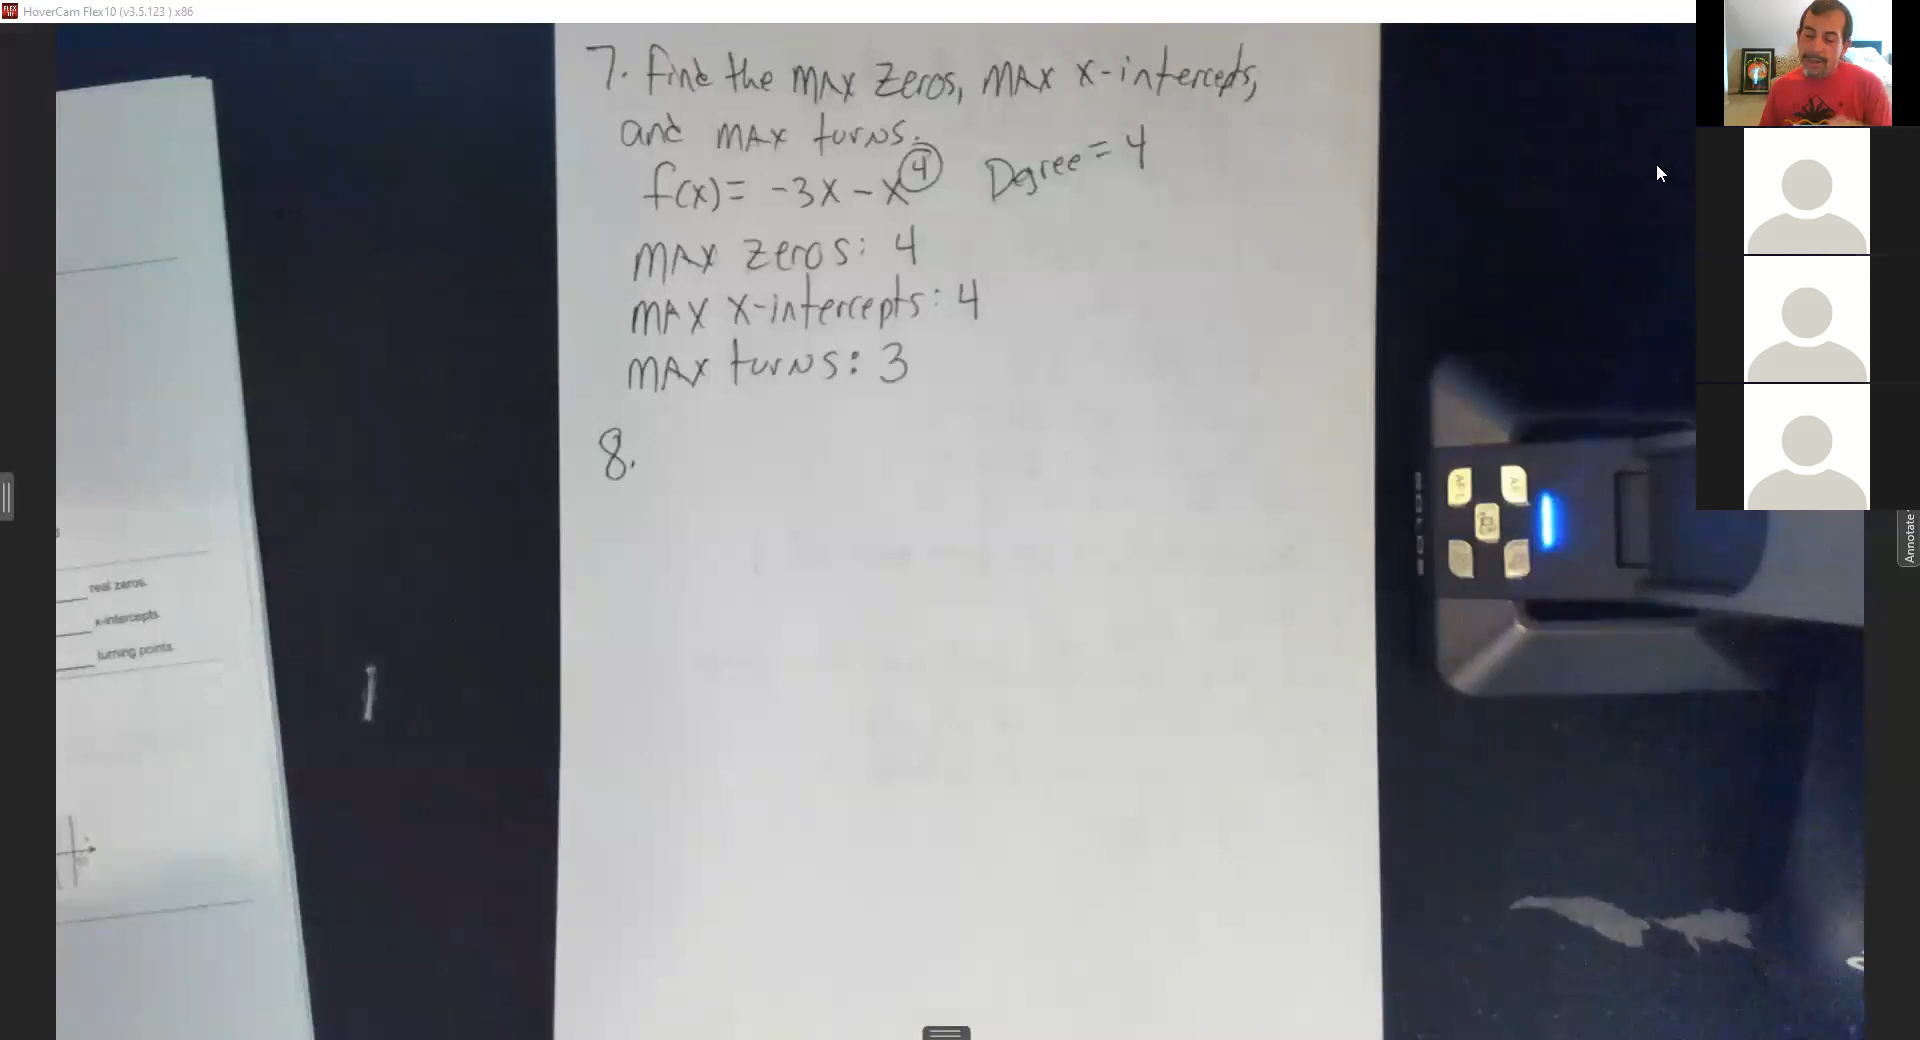 HoverCam Flex10 (v3.5.123 ) x86
7. Find the MAX Zeros, MAX x-intercepts,
and MAX turns.
f(x) = -3x - x^4 Degree = 4
MAX zeros: 4
MAX x-intercepts: 4
MAX turns: 3
8.
real zeros.
x-intercepts.
turning points.
Annotate